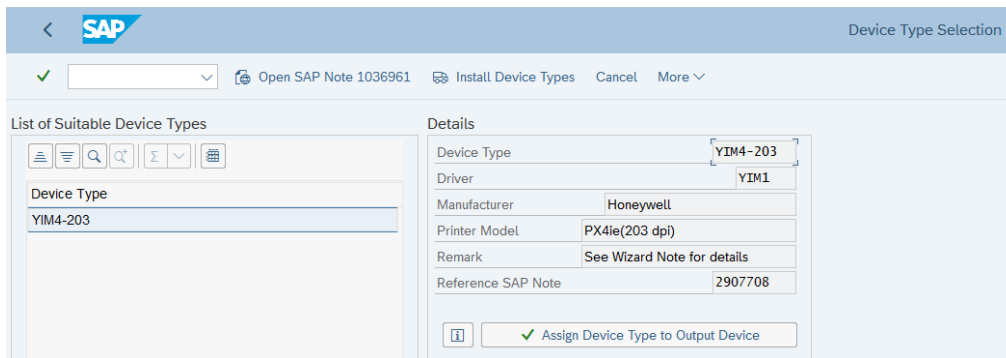 SAP
Device Type Selection
Open SAP Note 1036961 Install Device Types Cancel More
List of Suitable Device Types
Device Type
YIM4-203
Details
Device Type YIM4-203
Driver YIM1
Manufacturer Honeywell
Printer Model PX4ie(203 dpi)
Remark See Wizard Note for details
Reference SAP Note 2907708
Assign Device Type to Output Device